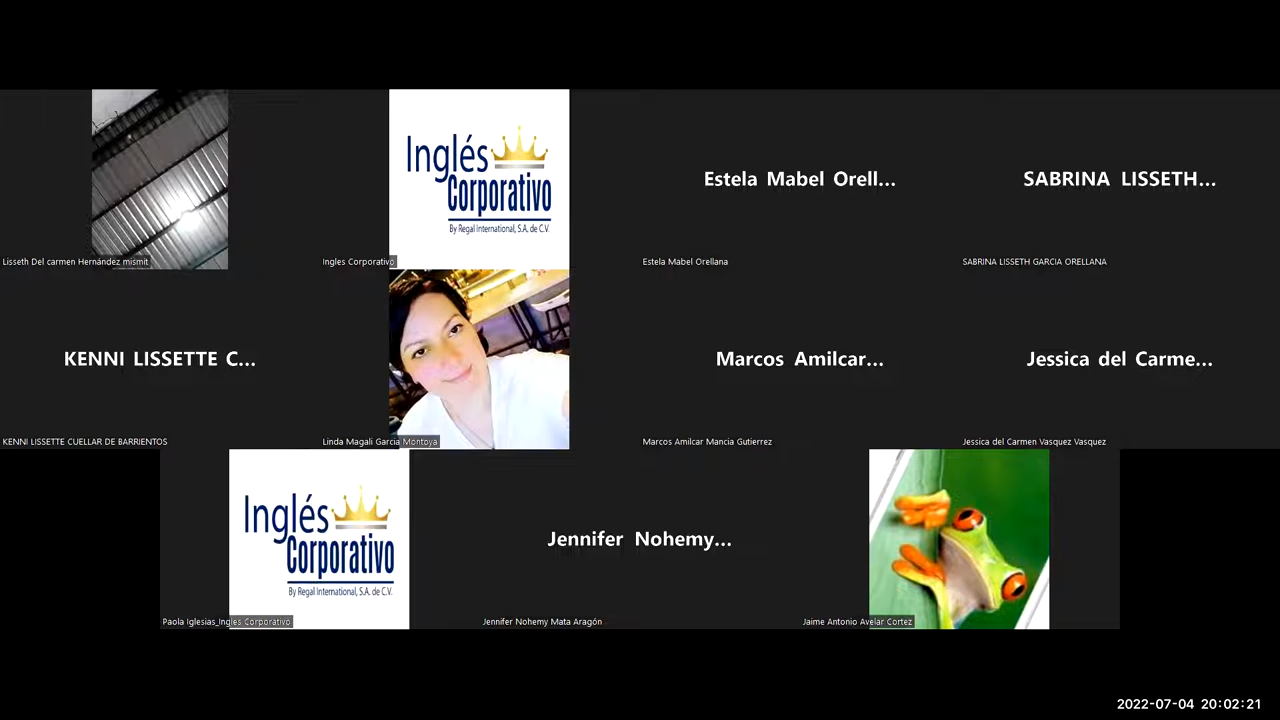 Inglés
Corporativo
By Regal International, S.A. de C.V.
Estela Mabel Orell...
SABRINA LISSETH...
Lisseth Del carmen Hernández mismit
Ingles Corporativo
Estela Mabel Orellana
SABRINA LISSETH GARCIA ORELLANA
KENNI LISSETTE C...
Marcos Amilcar...
Jessica del Carme...
KENNI LISSETTE CUELLAR DE BARRIENTOS
Linda Magali Garcia Montoya
Marcos Amilcar Mancia Gutierrez
Jessica del Carmen Vasquez Vasquez
Inglés
Corporativo
By Regal International, S.A. de C.V.
Jennifer Nohemy...
Paola Iglesias_Ingles Corporativo
Jennifer Nohemy Mata Aragón
Jaime Antonio Avelar Cortez
2022-07-04 20:02:21